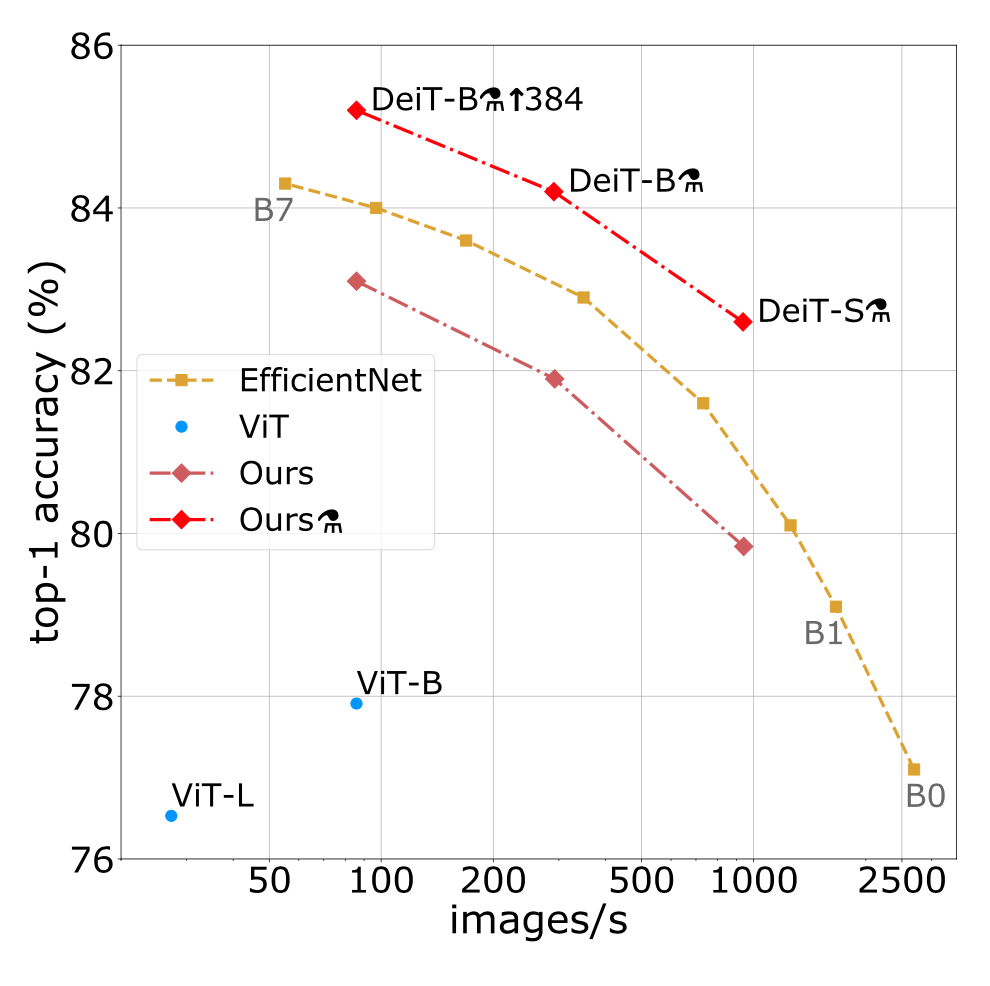 86
84
82
80
78
76
top-1 accuracy (%)
DeiT-B⚗↑384
DeiT-B⚗
DeiT-S⚗
B7
EfficientNet
ViT
Ours
Ours⚗
B1
ViT-B
ViT-L
B0
50 100 200 500 1000 2500
images/s